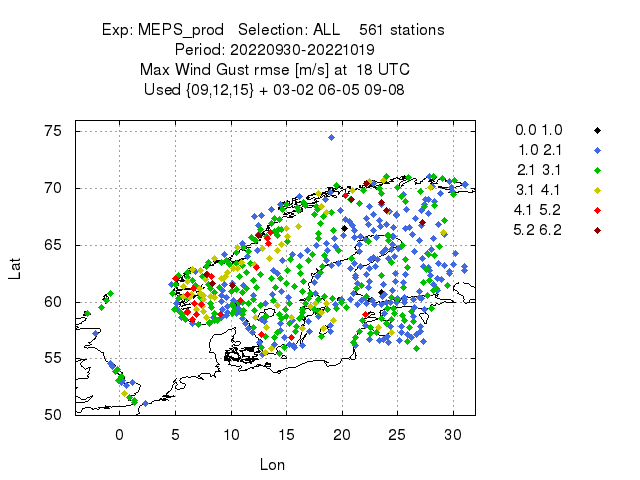 Exp: MEPS_prod   Selection: ALL    561 stations
Period: 20220930-20221019
Max Wind Gust rmse [m/s] at  18 UTC
Used {09,12,15} + 03-02 06-05 09-08
0.0 1.0
1.0 2.1
2.1 3.1
3.1 4.1
4.1 5.2
5.2 6.2
75
70
65
60
55
50
Lat
0 5 10 15 20 25 30
Lon